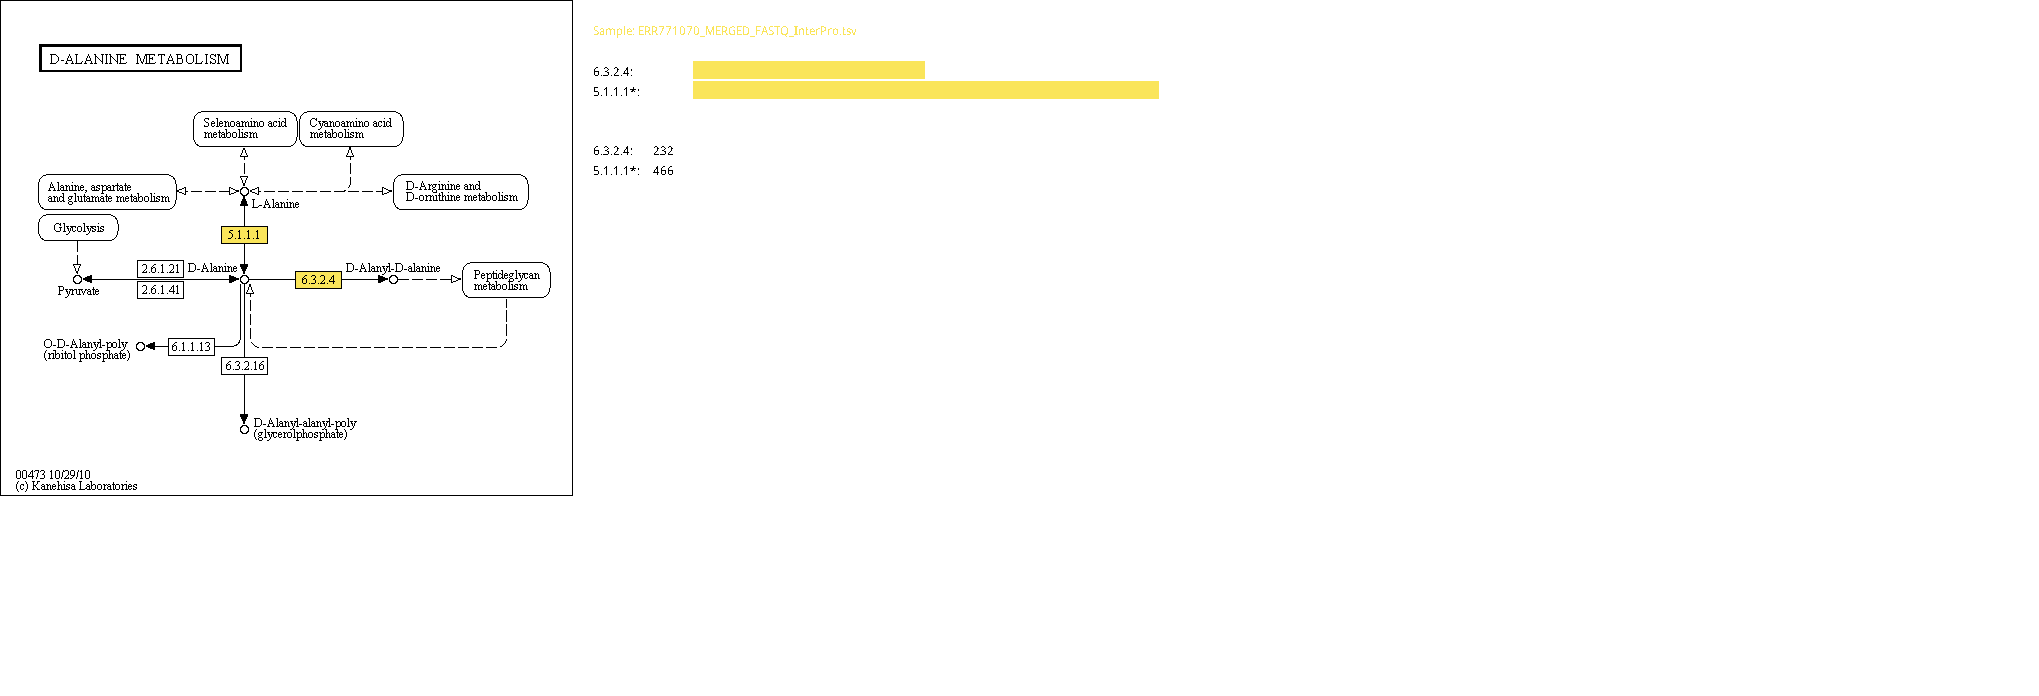 D-ALANINE METABOLISM
Selenoamino acid
metabolism
Cyanoamino acid
metabolism
Alanine, aspartate
and glutamate metabolism
D-Arginine and
D-ornithine metabolism
L-Alanine
Glycolysis
5.1.1.1
2.6.1.21
D-Alanine
6.3.2.4
D-Alanyl-D-alanine
Peptideglycan
metabolism
Pyruvate
2.6.1.41
O-D-Alanyl-poly
(ribitol phosphate)
6.1.1.13
6.3.2.16
D-Alanyl-alanyl-poly
(glycerolphosphate)
00473 10/29/10
(c) Kanehisa Laboratories
Sample: ERR771070_MERGED_FASTQ_InterPro.tsv
6.3.2.4:
5.1.1.1*:
6.3.2.4: 232
5.1.1.1*: 466